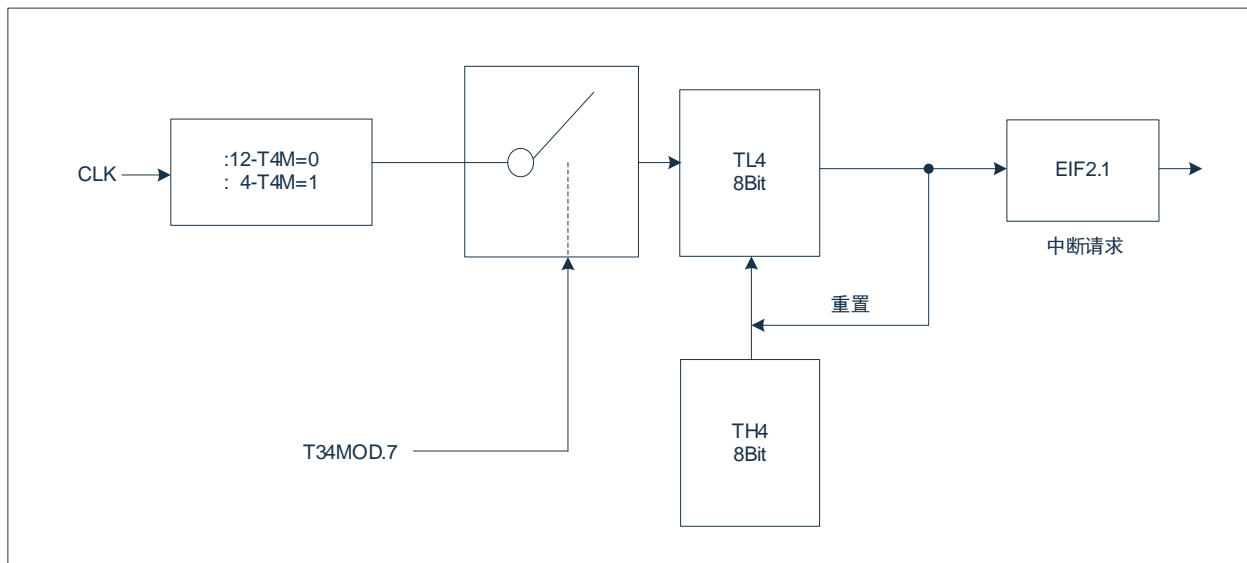 CLK
:12-T4M=0
: 4-T4M=1
TL4
8Bit
EIF2.1
中断请求
重置
TH4
8Bit
T34MOD.7